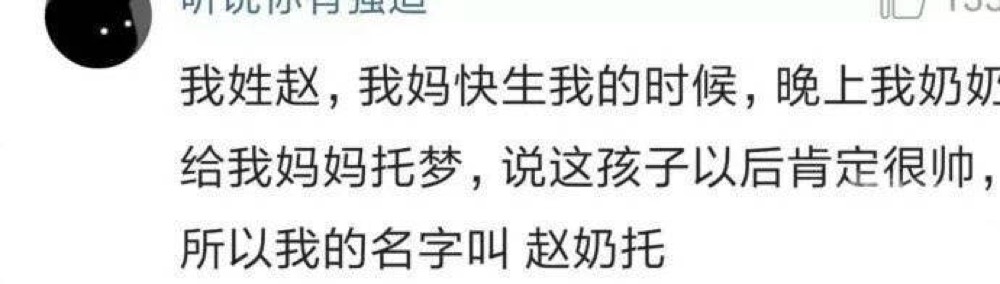 我姓赵，我妈快生我的时候，晚上我奶奶
给我妈妈托梦，说这孩子以后肯定很帅，
所以我的名字叫 赵奶托